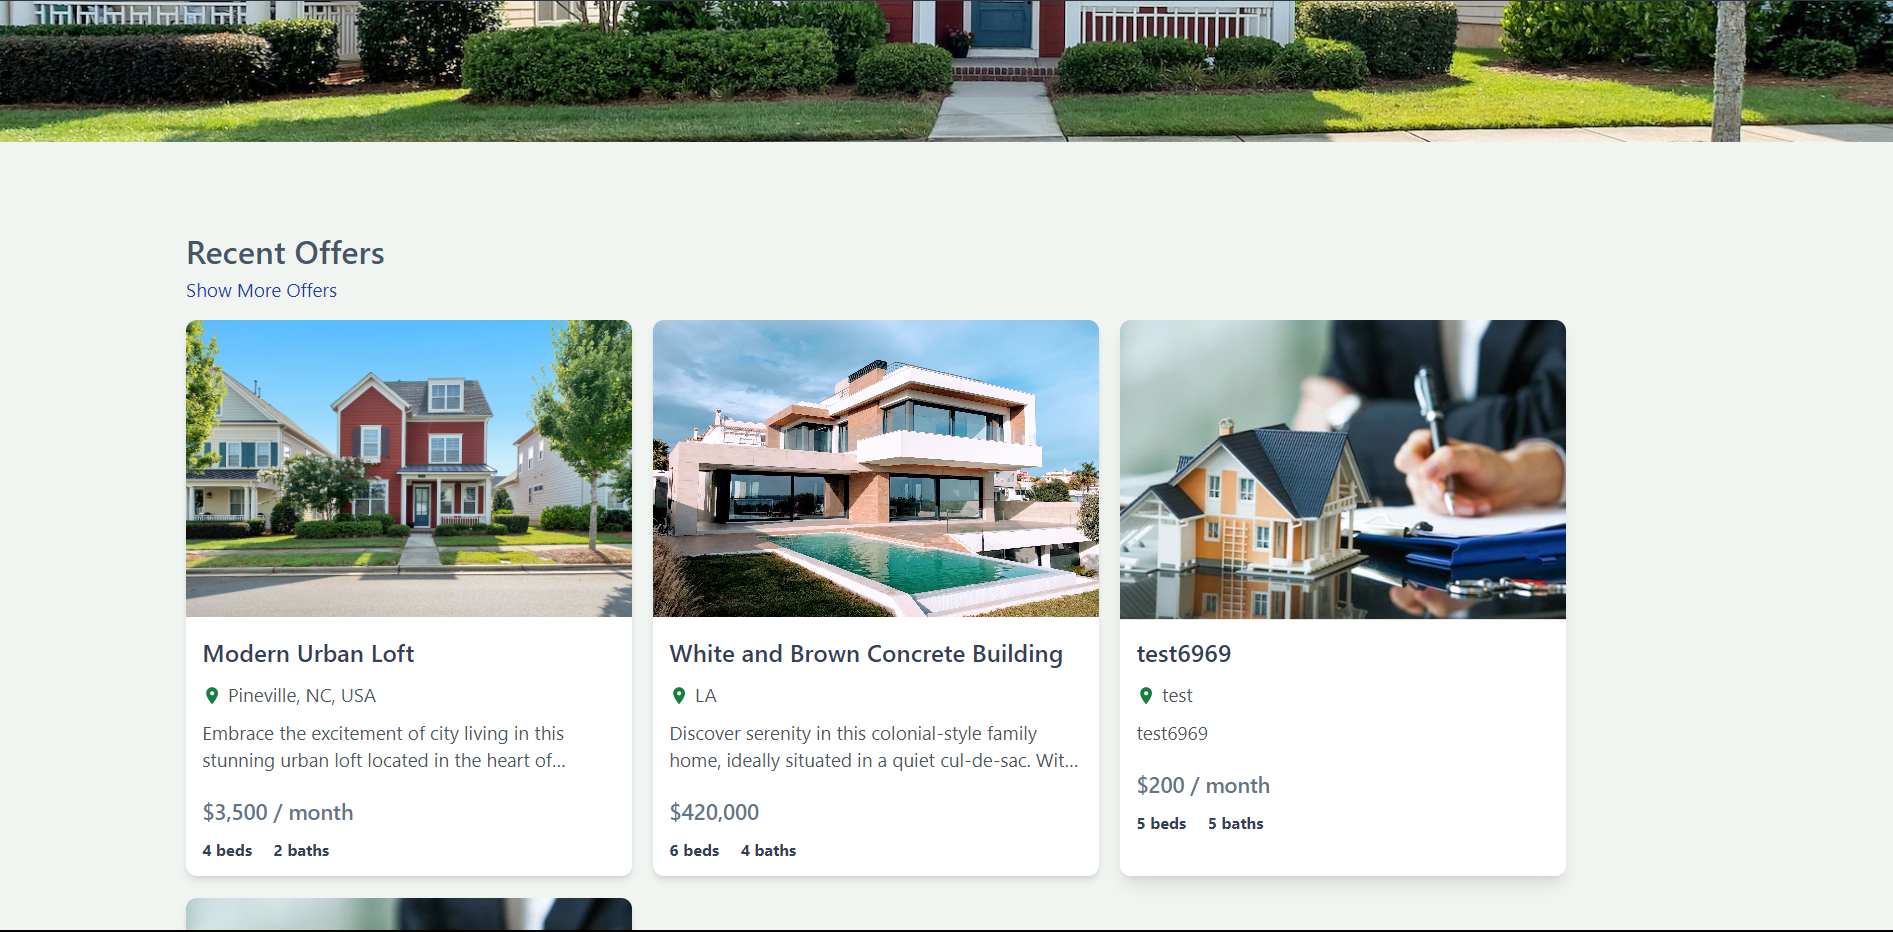 Recent Offers
Show More Offers
Modern Urban Loft
Pineville, NC, USA
Embrace the excitement of city living in this
stunning urban loft located in the heart of...
$3,500 / month
4 beds 2 baths
White and Brown Concrete Building
LA
Discover serenity in this colonial-style family
home, ideally situated in a quiet cul-de-sac. Wit...
$420,000
6 beds 4 baths
test6969
test
test6969
$200 / month
5 beds 5 baths